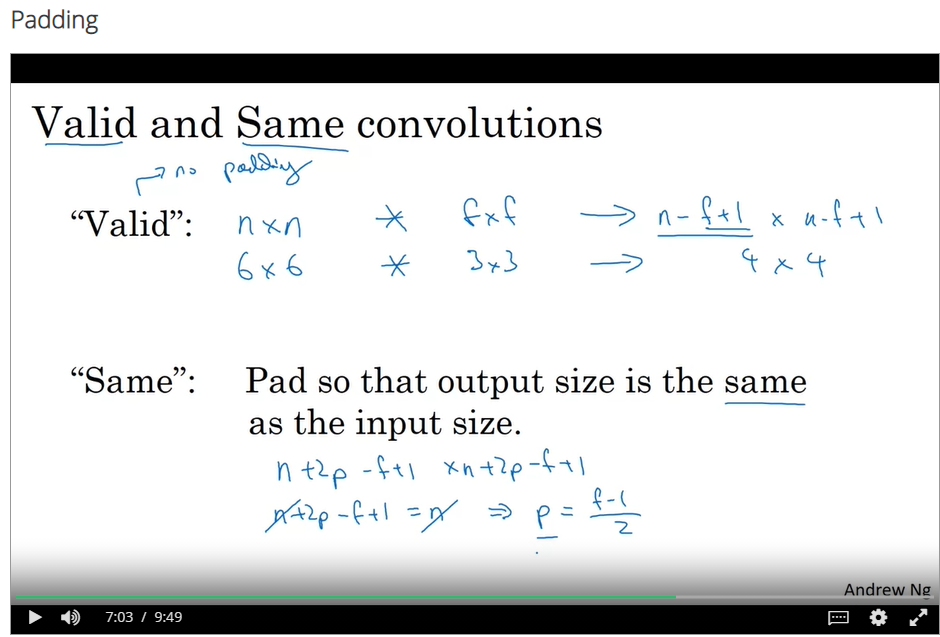 Padding
Valid and Same convolutions
→ no padding
“Valid”: n×n * f×f → n-f+1 × n-f+1
6×6 * 3×3 → 4 × 4
“Same”: Pad so that output size is the same
as the input size.
n+2p-f+1 ×n+2p-f+1
n+2p-f+1 = n ⇒ p = f-1/2
Andrew Ng
7:03 / 9:49